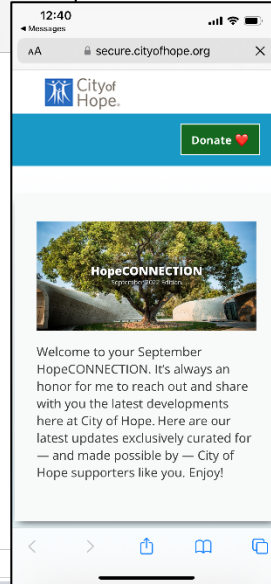 12:40
◀ Messages
AA secure.cityofhope.org X
City of
Hope.
Donate ❤️
HopeCONNECTION
September 2022 Edition
Welcome to your September
HopeCONNECTION. It's always an
honor for me to reach out and share
with you the latest developments
here at City of Hope. Here are our
latest updates exclusively curated for
— and made possible by — City of
Hope supporters like you. Enjoy!